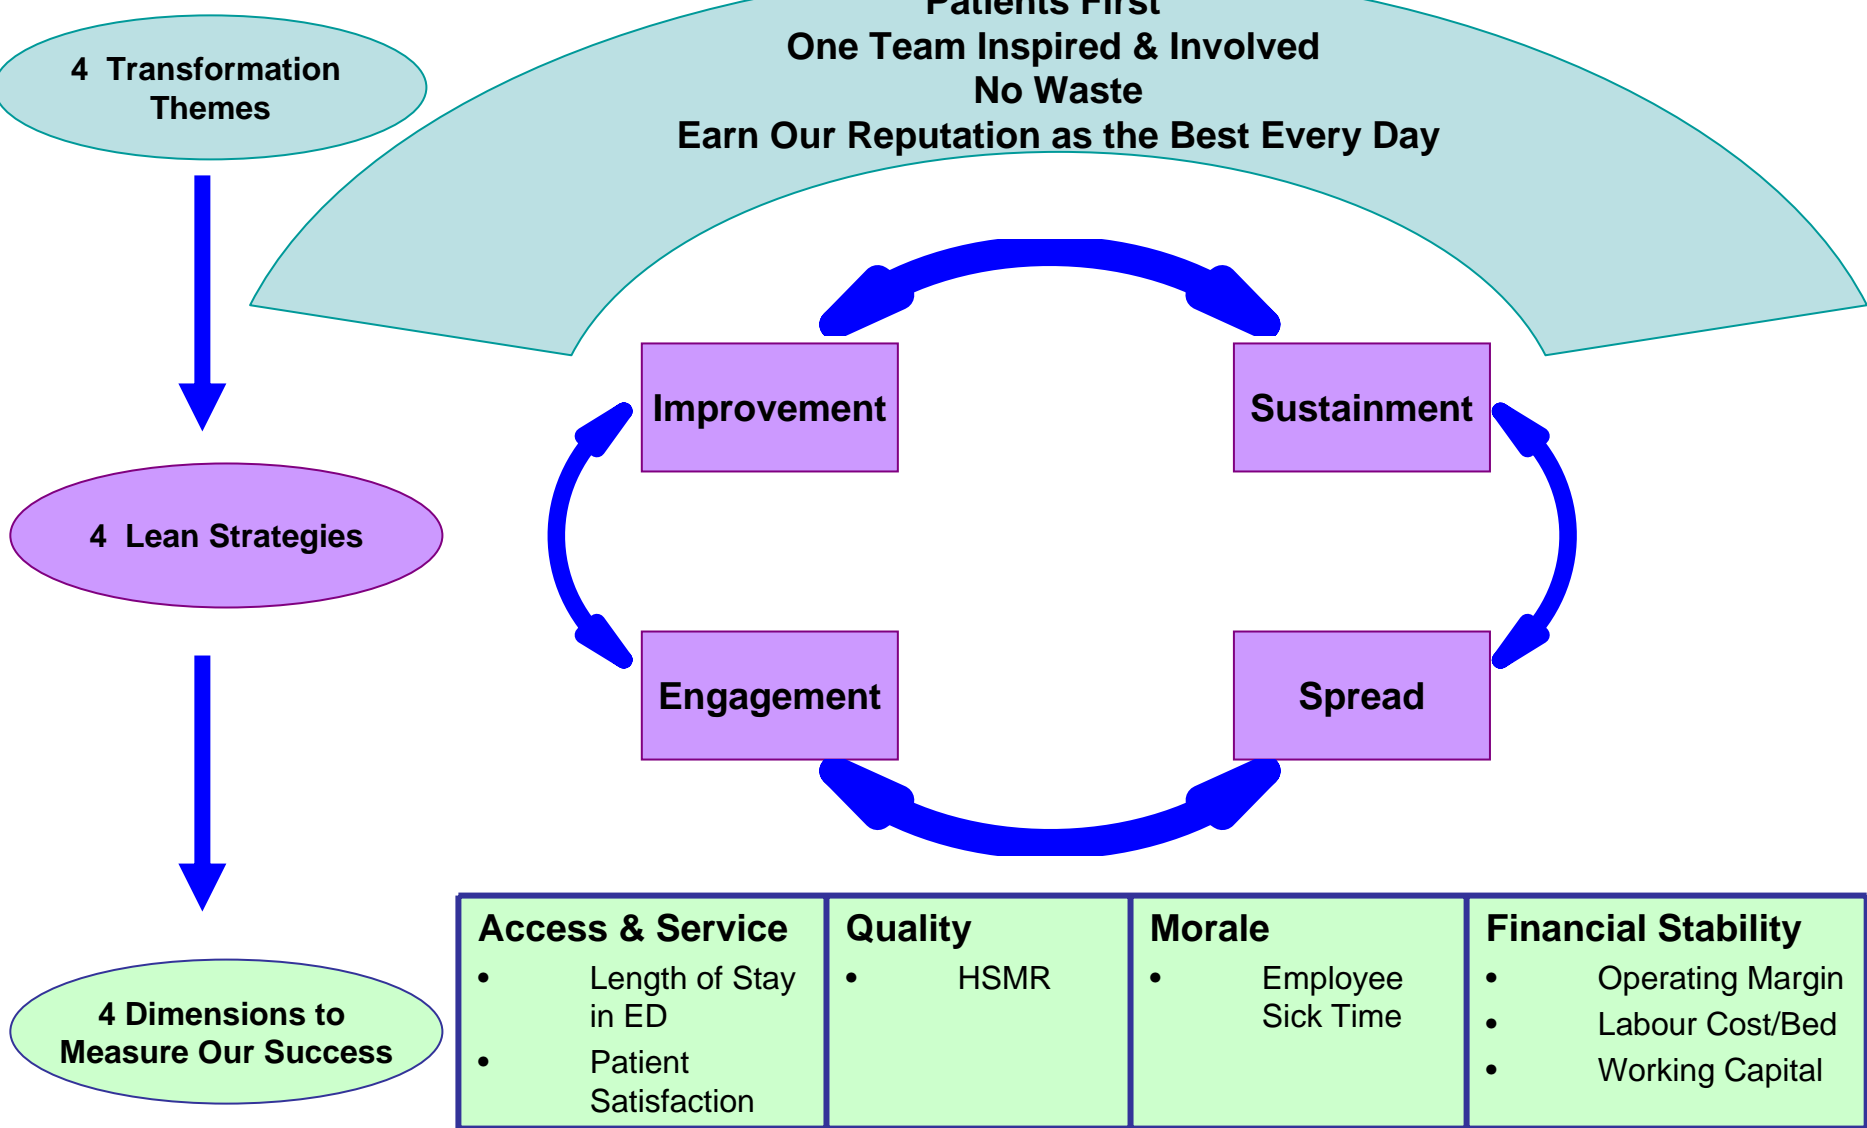 Patients First
One Team Inspired & Involved
No Waste
Earn Our Reputation as the Best Every Day
4 Transformation
Themes
Improvement
Sustainment
4 Lean Strategies
Engagement
Spread
4 Dimensions to
Measure Our Success
Access & Service
• Length of Stay
in ED
• Patient
Satisfaction
Quality
• HSMR
Morale
• Employee
Sick Time
Financial Stability
• Operating Margin
• Labour Cost/Bed
• Working Capital